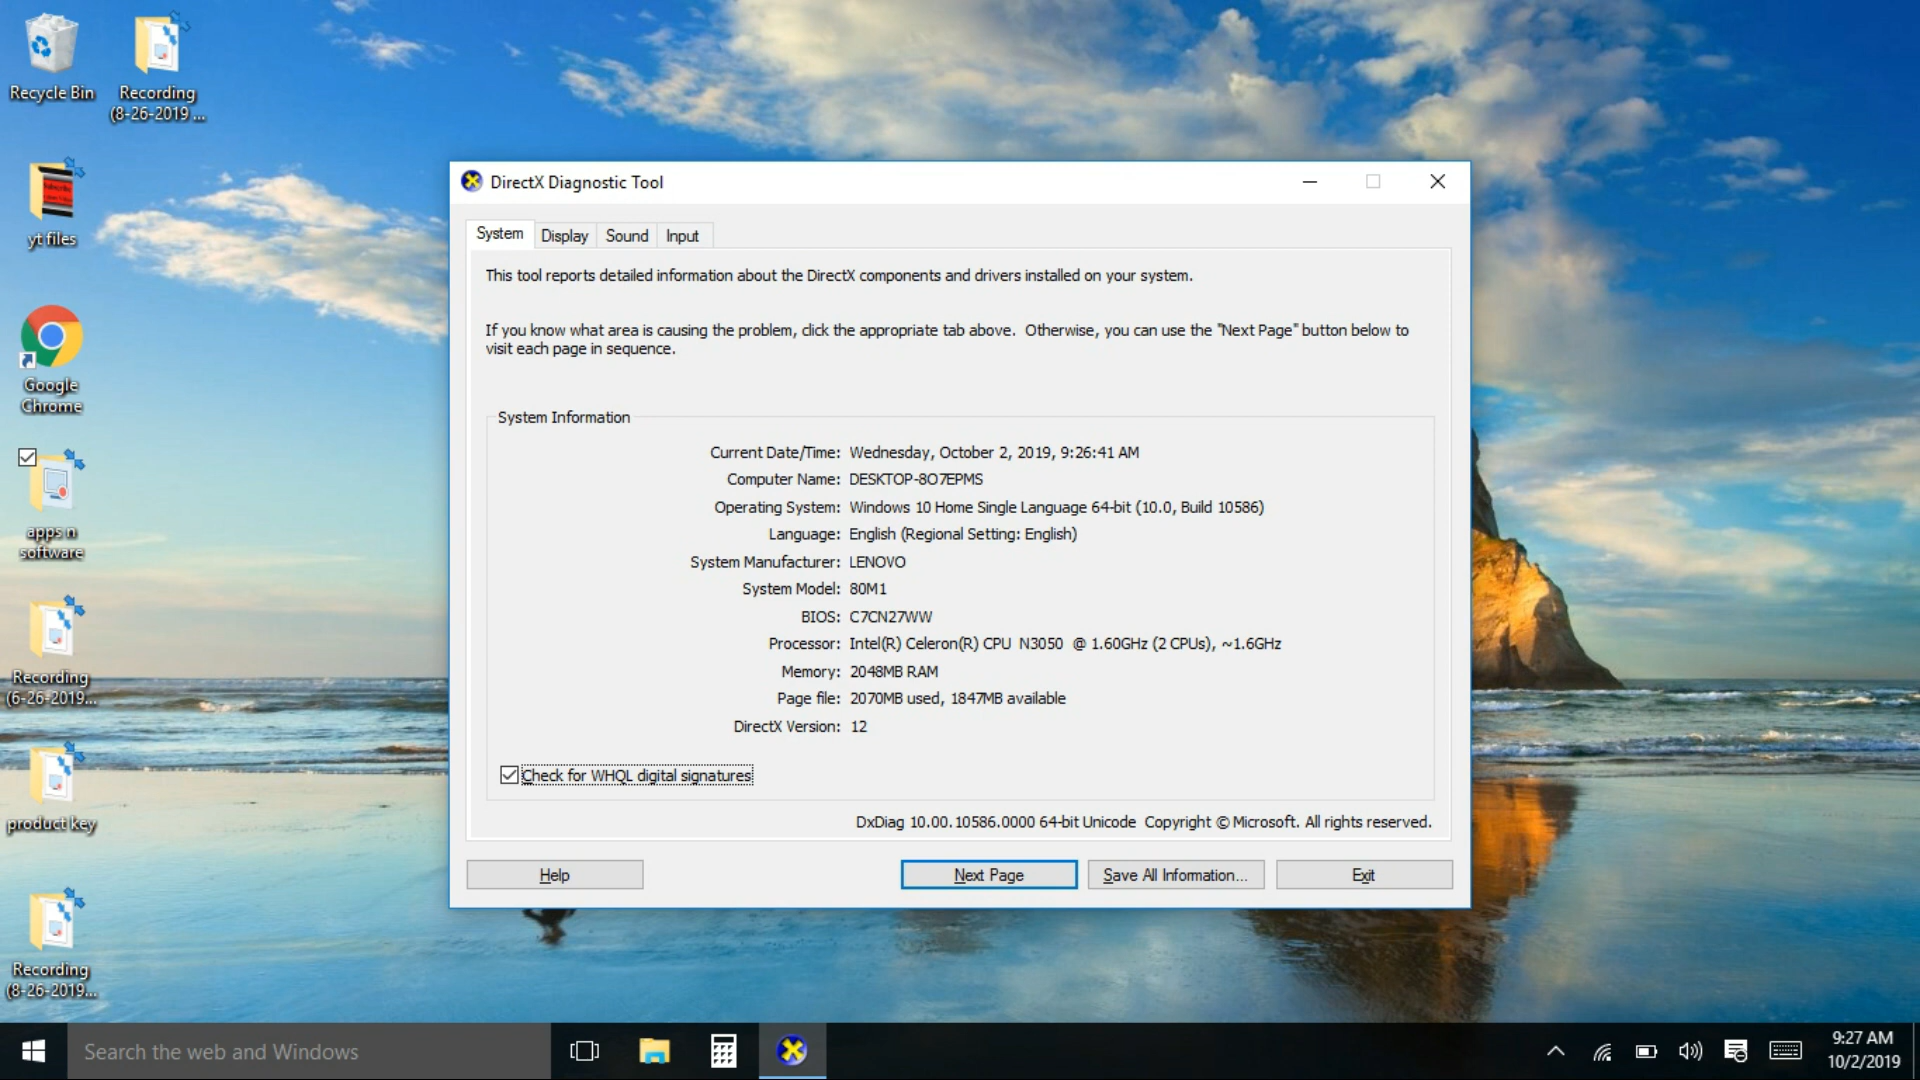 Recycle Bin
Recording
(8-26-2019 ...
yt files
Google
Chrome
apps n
software
Recording
(6-26-2019...
product key
Recording
(8-26-2019...
DirectX Diagnostic Tool
System Display Sound Input
This tool reports detailed information about the DirectX components and drivers installed on your system.
If you know what area is causing the problem, click the appropriate tab above.  Otherwise, you can use the "Next Page" button below to
visit each page in sequence.
System Information
Current Date/Time: Wednesday, October 2, 2019, 9:26:41 AM
Computer Name: DESKTOP-8O7EPMS
Operating System: Windows 10 Home Single Language 64-bit (10.0, Build 10586)
Language: English (Regional Setting: English)
System Manufacturer: LENOVO
System Model: 80M1
BIOS: C7CN27WW
Processor: Intel(R) Celeron(R) CPU  N3050  @ 1.60GHz (2 CPUs), ~1.6GHz
Memory: 2048MB RAM
Page file: 2070MB used, 1847MB available
DirectX Version: 12
Check for WHQL digital signatures
DxDiag 10.00.10586.0000 64-bit Unicode  Copyright © Microsoft. All rights reserved.
Help Next Page Save All Information... Exit
Search the web and Windows
9:27 AM
10/2/2019